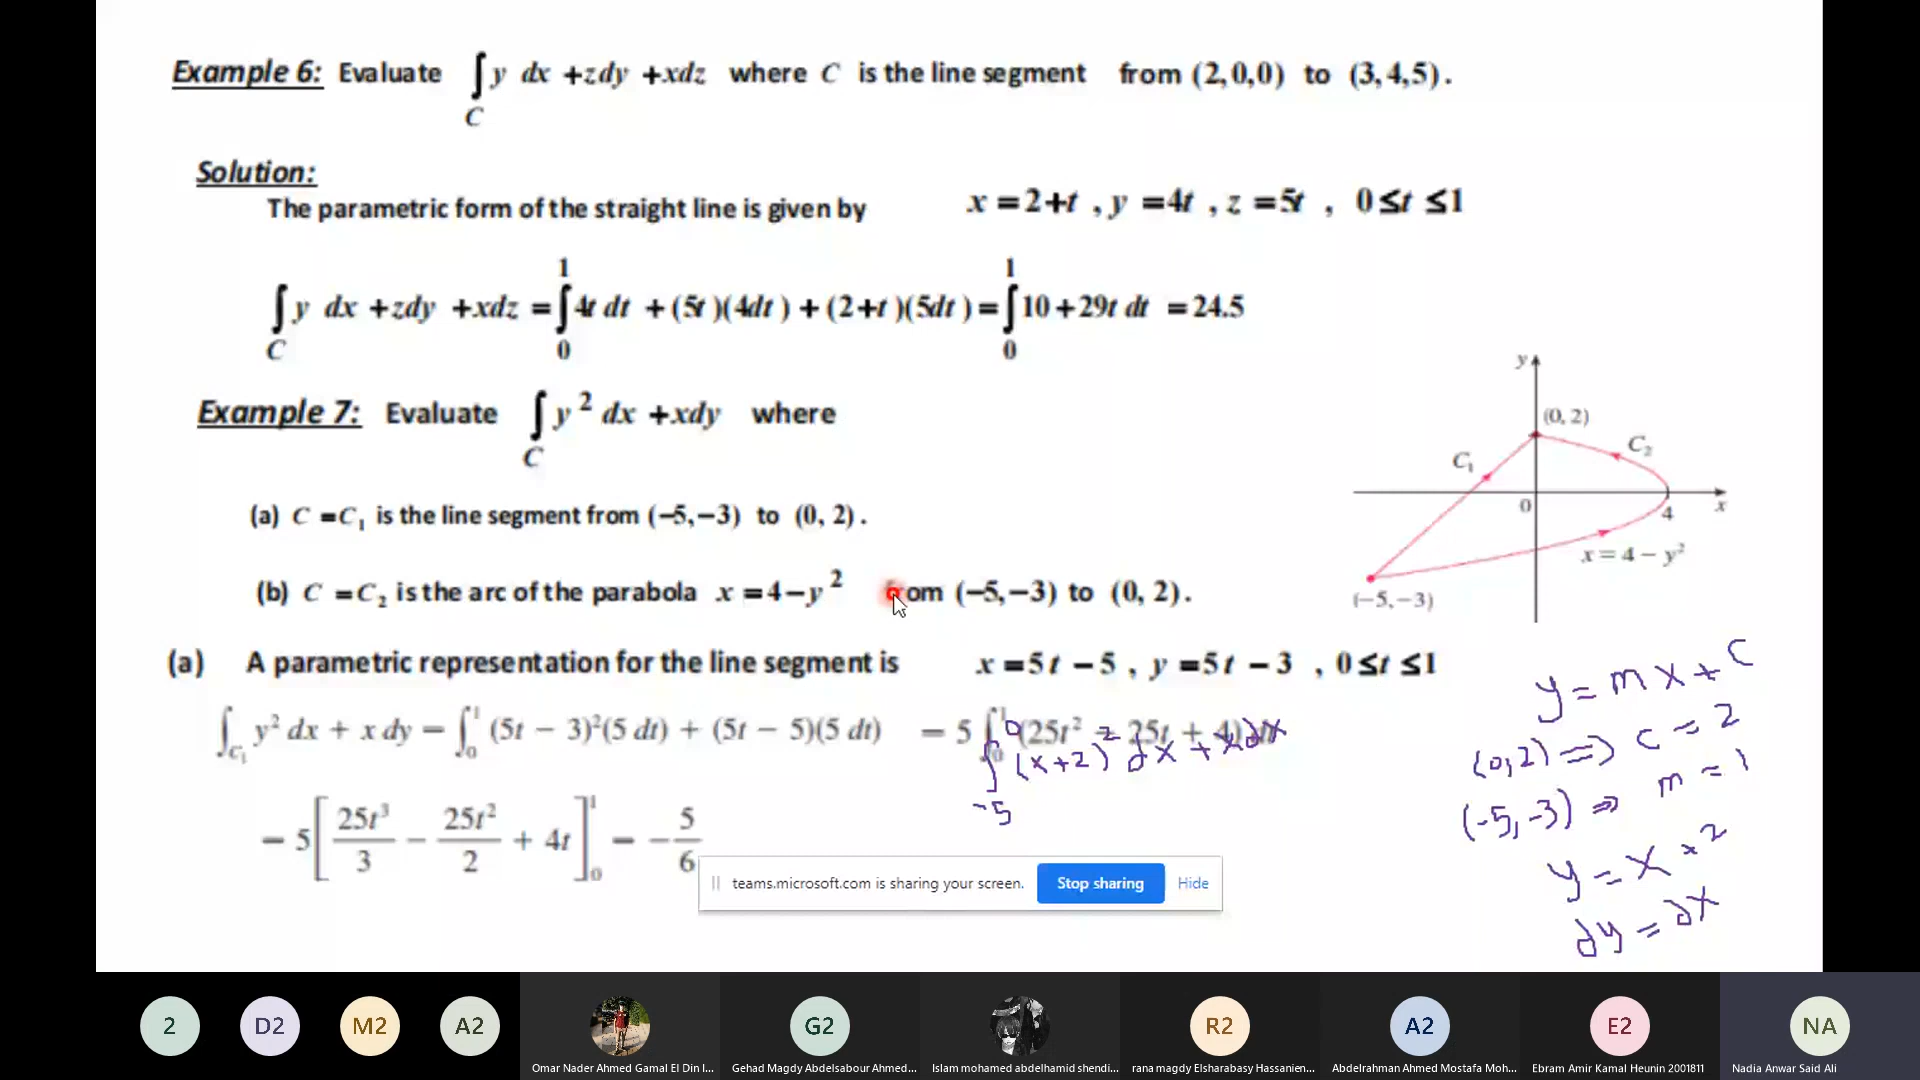 Example 6: Evaluate ∫_C y dx +zdy +xdz where C is the line segment from (2,0,0) to (3,4,5).
Solution:
The parametric form of the straight line is given by x =2+t , y =4t , z =5t , 0≤t ≤1
∫_C y dx +zdy +xdz =∫_0^1 4t dt +(5t )(4dt )+(2+t )(5dt )=∫_0^1 10+29t dt =24.5
Example 7: Evaluate ∫_C y² dx +xdy where
(a) C =C₁ is the line segment from (−5,−3) to (0, 2).
(b) C =C₂ is the arc of the parabola x =4−y² from (−5,−3) to (0, 2).
y
(0, 2)
C₁
C₂
0
4
x
x = 4 − y²
(−5,−3)
(a) A parametric representation for the line segment is x =5t −5 , y =5t −3 , 0≤t ≤1
∫_C₁ y² dx + x dy = ∫_0^1 (5t − 3)²(5 dt) + (5t − 5)(5 dt) = 5 ∫_0^1 (25t² − 25t + 4) dt
∫_-5^0 (x+2)² dx + x dx
= 5[25t³/3 − 25t²/2 + 4t]_0^1 = −5/6
y = mx + c
(0,2) => c = 2
(-5,-3) => m = 1
y = x + 2
dy = dx
teams.microsoft.com is sharing your screen. Stop sharing Hide
2 D2 M2 A2 G2 R2 A2 E2 NA
Omar Nader Ahmed Gamal El Din I... Gehad Magdy Abdelsabour Ahmed... Islam mohamed abdelhamid shendi... rana magdy Elsharabasy Hassanien... Abdelrahman Ahmed Mostafa Moh... Ebram Amir Kamal Heunin 2001811 Nadia Anwar Said Ali